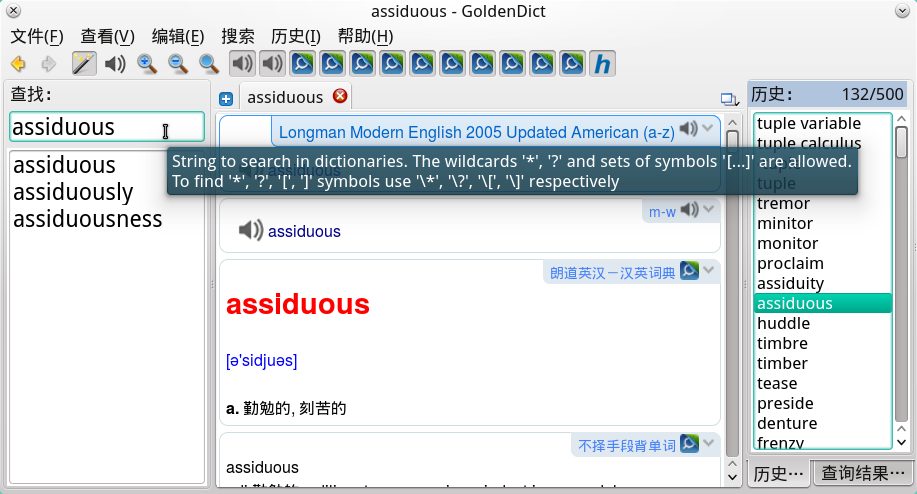 assiduous - GoldenDict
文件(F) 查看(V) 编辑(E) 搜索 历史(I) 帮助(H)
h
查找:
assiduous
assiduous
assiduously
assiduousness
assiduous
Longman Modern English 2005 Updated American (a-z)
String to search in dictionaries. The wildcards '*', '?' and sets of symbols '[...]' are allowed.
To find '*', '?', '[', ']' symbols use '\*', '\?', '\[', '\]' respectively
m-w
assiduous
朗道英汉－汉英词典
assiduous
[ə'sidjuəs]
a. 勤勉的, 刻苦的
不择手段背单词
assiduous
历史: 132/500
tuple variable
tuple calculus
tuple
tremor
minitor
monitor
proclaim
assiduity
assiduous
huddle
timbre
timber
tease
preside
denture
frenzy
历史⋯ 查询结果⋯